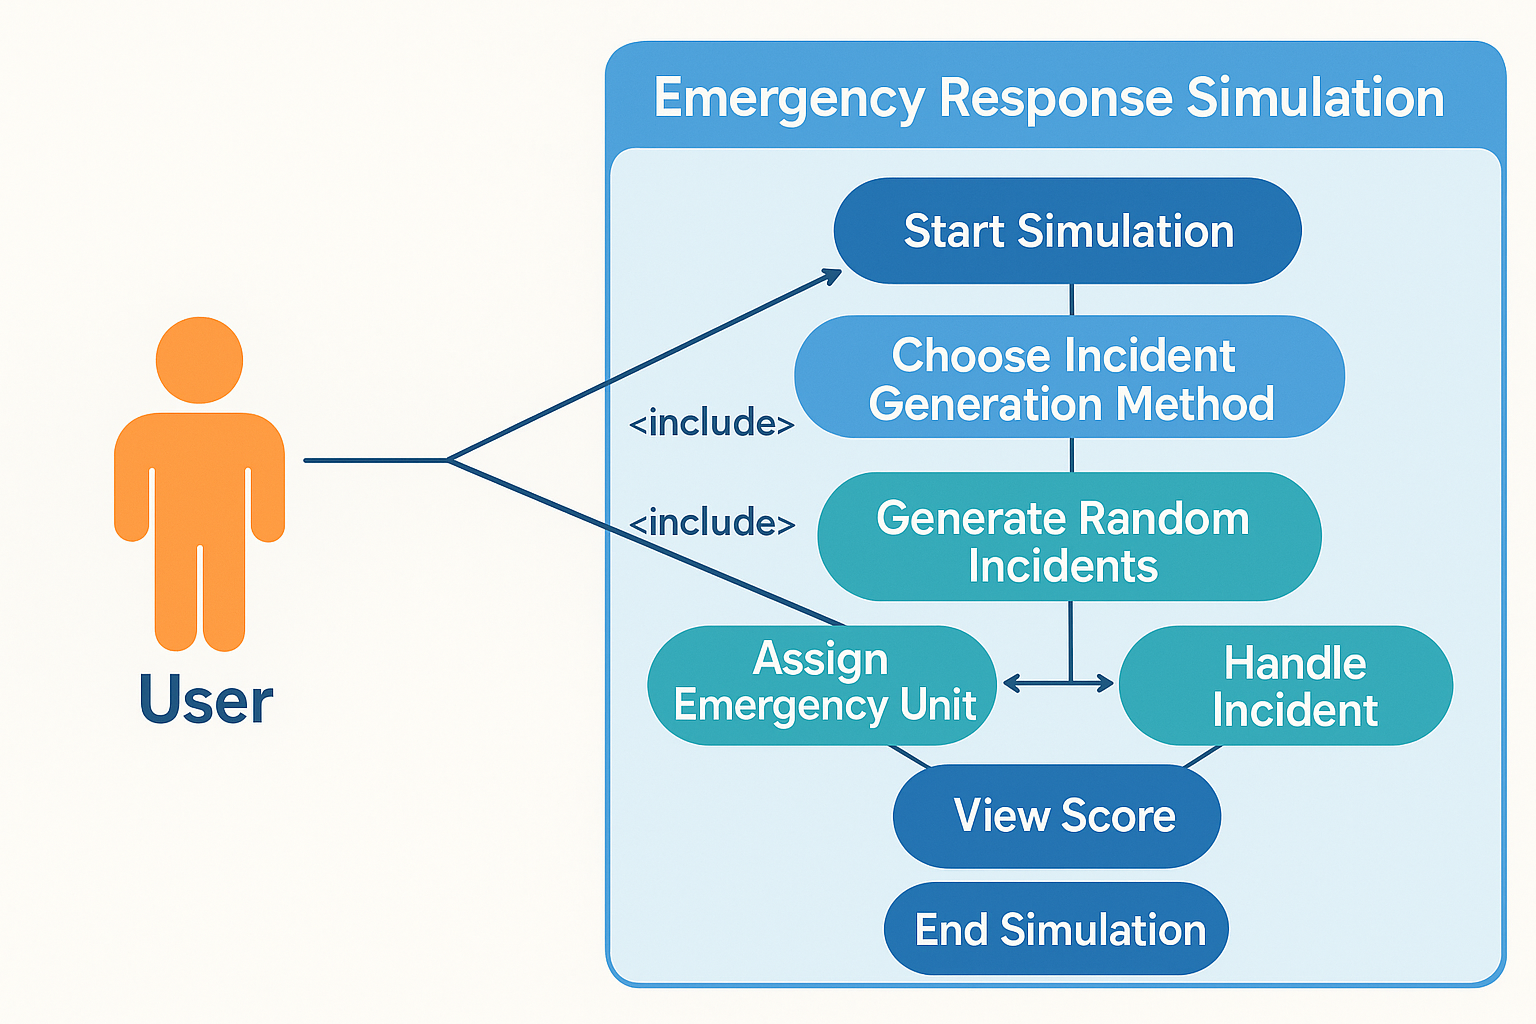 Emergency Response Simulation
Start Simulation
Choose Incident
Generation Method
<include>
<include>
Generate Random
Incidents
Assign
Emergency Unit
Handle
Incident
User
View Score
End Simulation